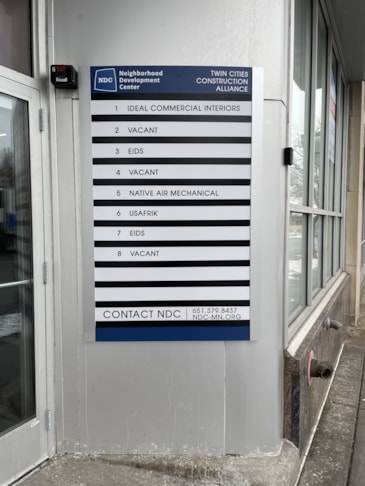 NDC Neighborhood
Development
Center
TWIN CITIES
CONSTRUCTION
ALLIANCE
1 IDEAL COMMERCIAL INTERIORS
2 VACANT
3 EIDS
4 VACANT
5 NATIVE AIR MECHANICAL
6 USAFRIK
7 EIDS
8 VACANT
CONTACT NDC
651.379.8437
NDC-MN.ORG